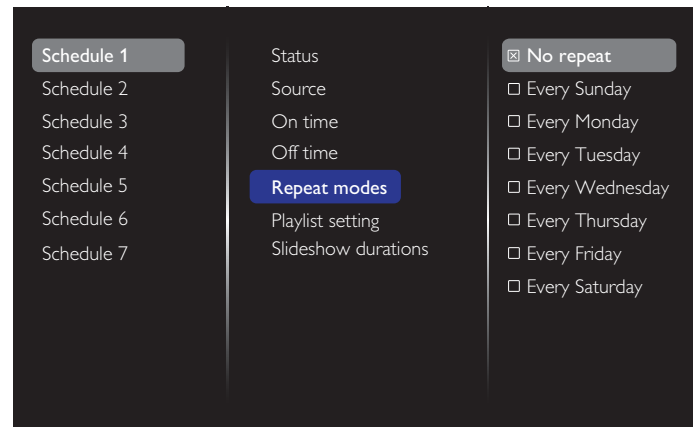 Schedule 1
Schedule 2
Schedule 3
Schedule 4
Schedule 5
Schedule 6
Schedule 7
Status
Source
On time
Off time
Repeat modes
Playlist setting
Slideshow durations
No repeat
Every Sunday
Every Monday
Every Tuesday
Every Wednesday
Every Thursday
Every Friday
Every Saturday